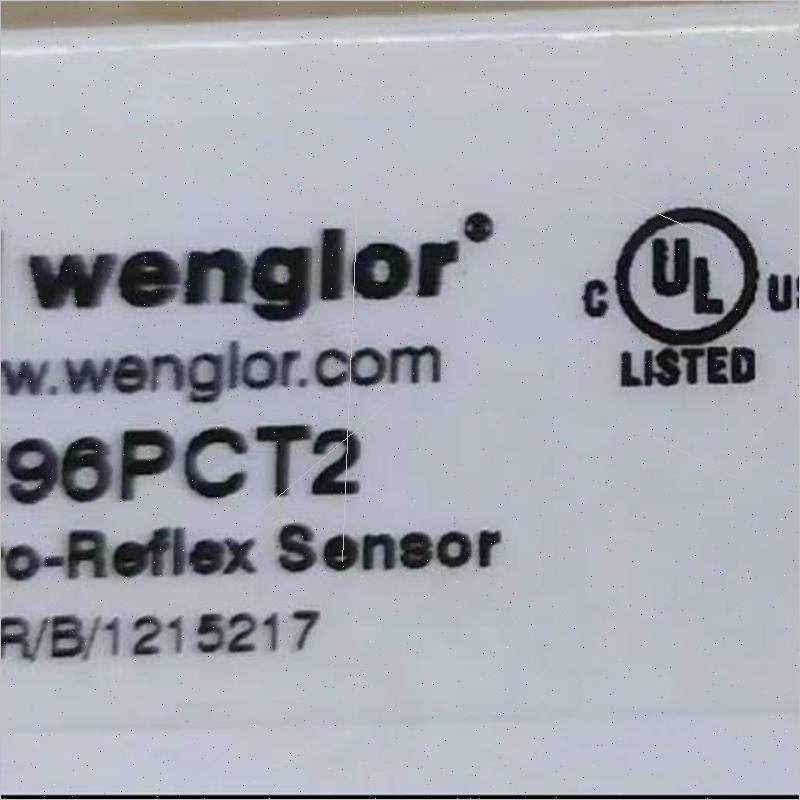 wenglor®
w.wenglor.com
96PCT2
o-Reflex Sensor
R/B/1215217
C UL US
LISTED